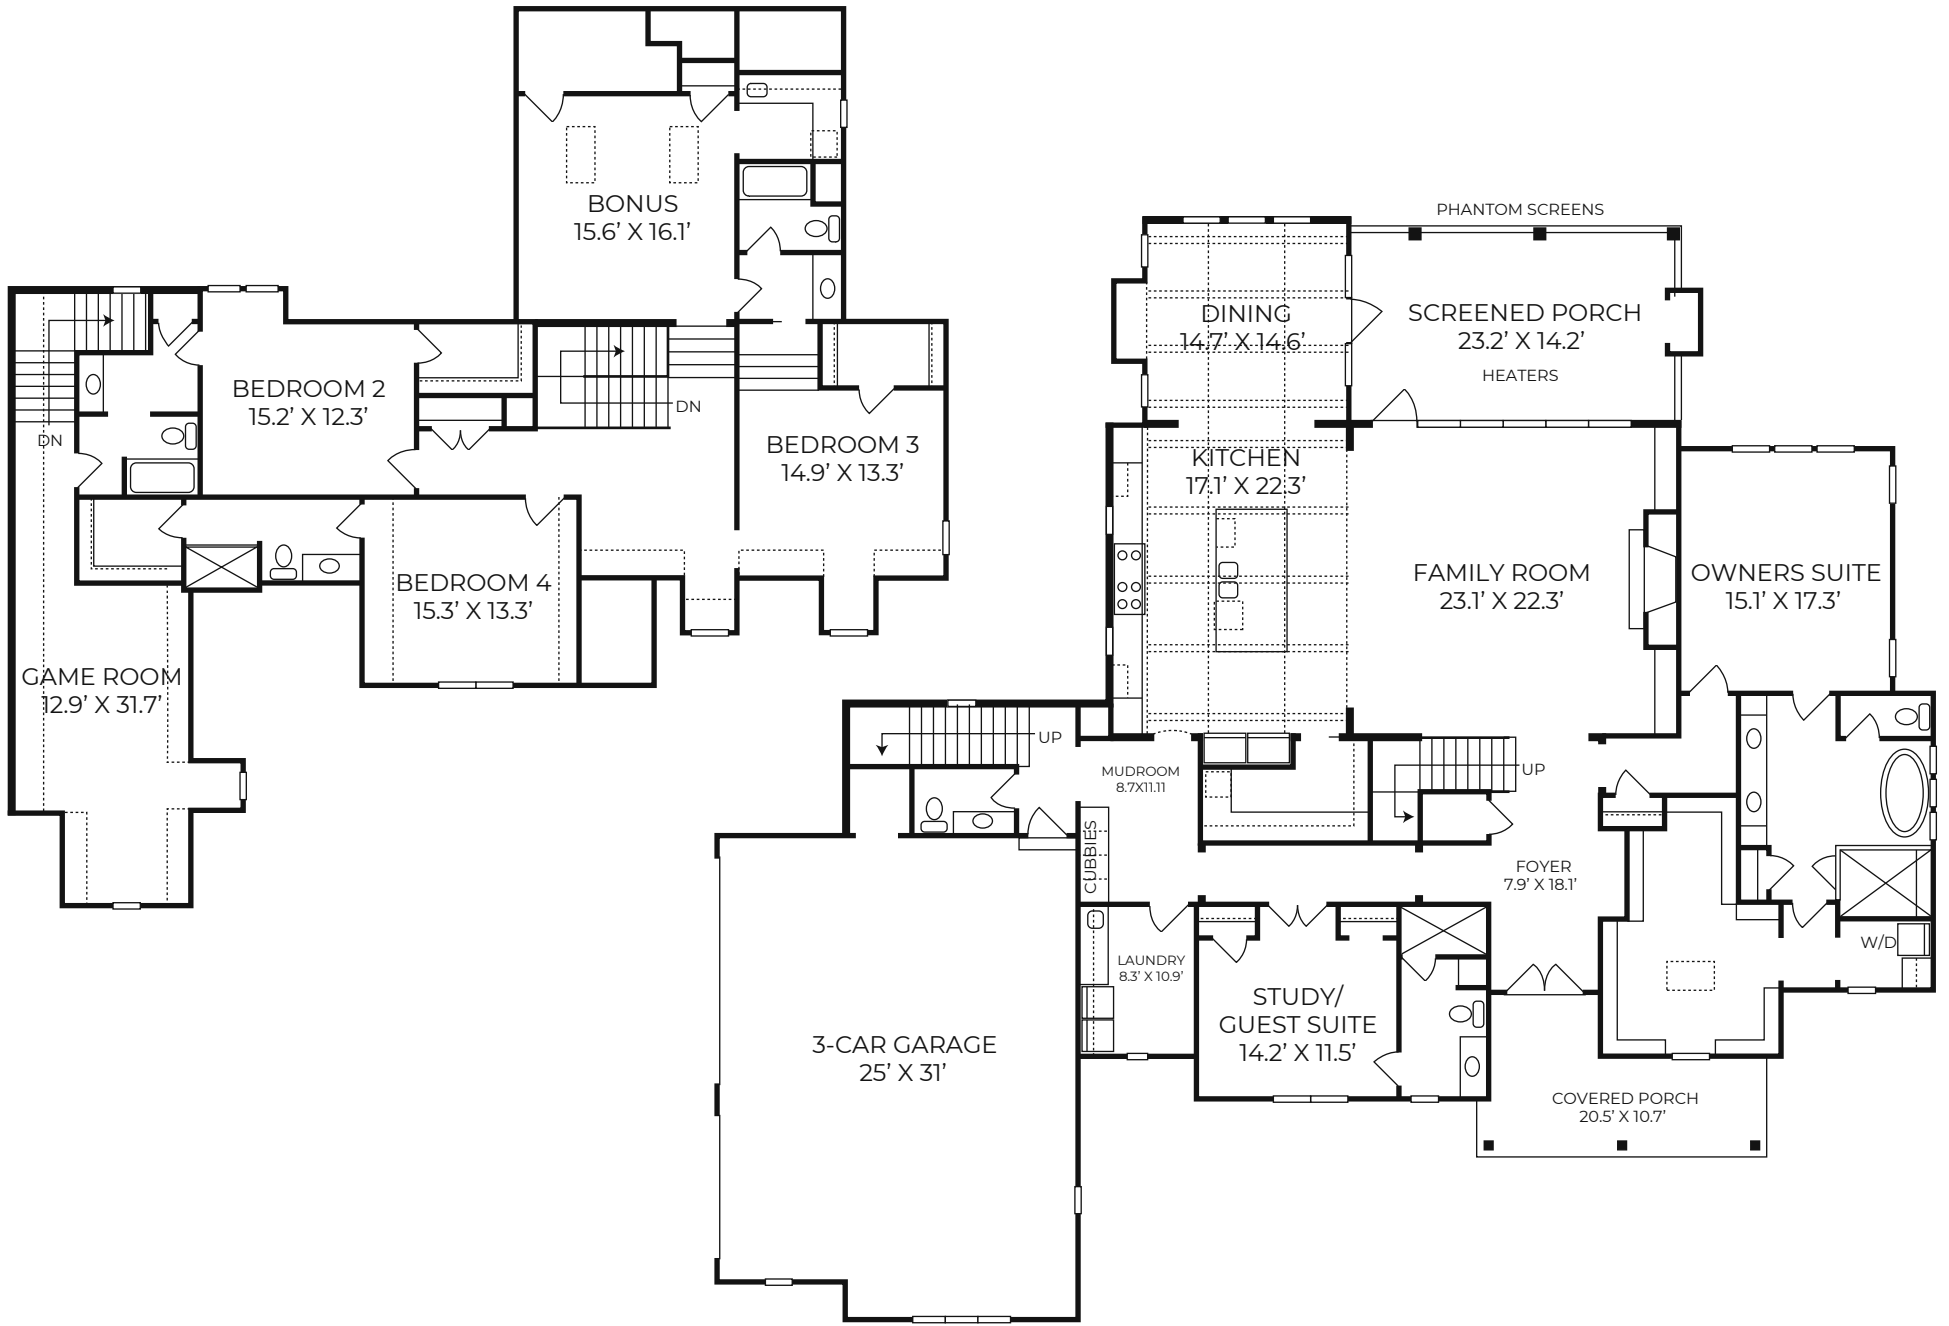 BONUS
15.6’ X 16.1’
BEDROOM 2
15.2’ X 12.3’
DN
DN
BEDROOM 3
14.9’ X 13.3’
BEDROOM 4
15.3’ X 13.3’
GAME ROOM
12.9’ X 31.7’
PHANTOM SCREENS
DINING
14.7’ X 14.6’
SCREENED PORCH
23.2’ X 14.2’
HEATERS
KITCHEN
17.1’ X 22.3’
FAMILY ROOM
23.1’ X 22.3’
OWNERS SUITE
15.1’ X 17.3’
UP
MUDROOM
8.7X11.11
UP
CUBBIES
FOYER
7.9’ X 18.1’
W/D
LAUNDRY
8.3’ X 10.9’
STUDY/
GUEST SUITE
14.2’ X 11.5’
3-CAR GARAGE
25’ X 31’
COVERED PORCH
20.5’ X 10.7’